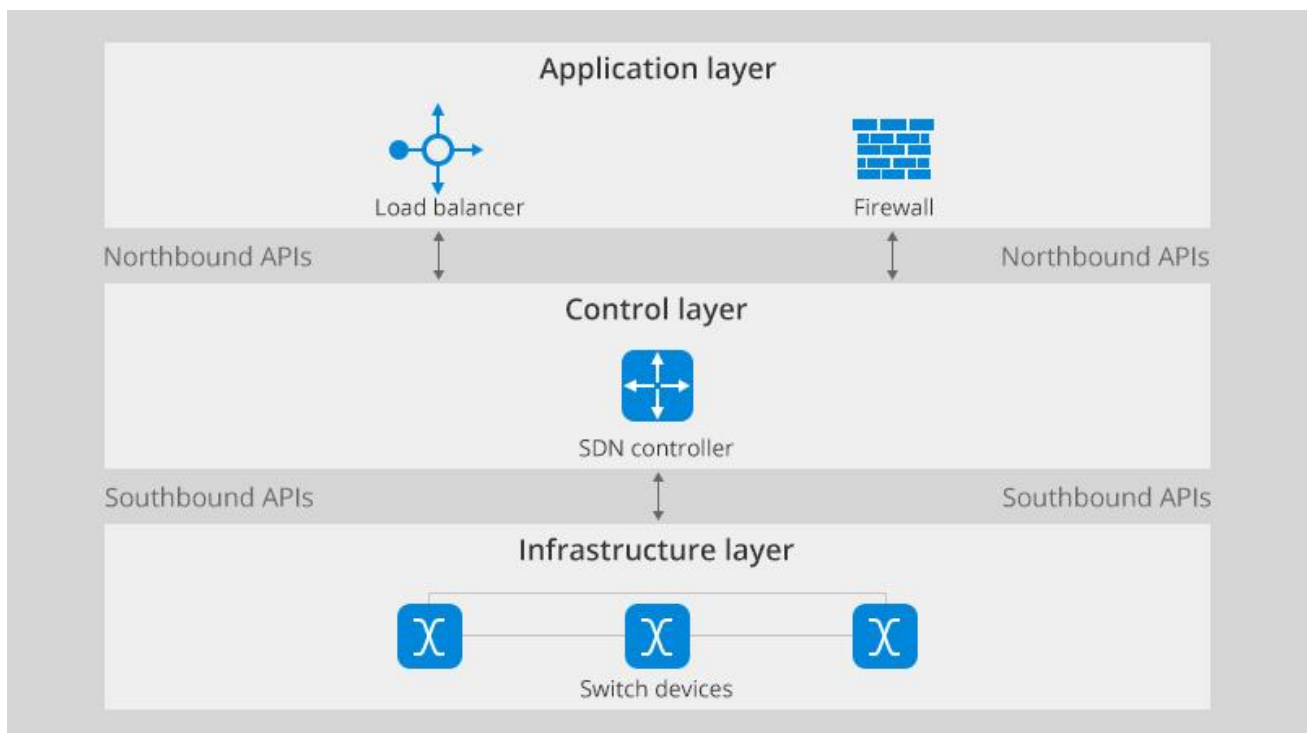 Application layer
Load balancer
Firewall
Northbound APIs
Northbound APIs
Control layer
SDN controller
Southbound APIs
Southbound APIs
Infrastructure layer
Switch devices